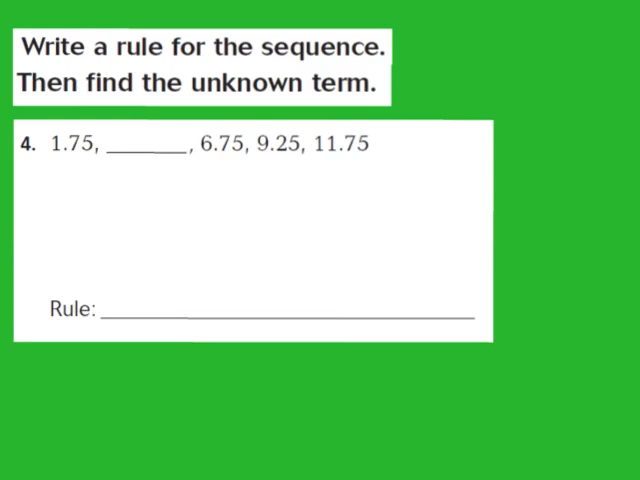 Write a rule for the sequence.
Then find the unknown term.
4. 1.75, ________, 6.75, 9.25, 11.75
Rule: ____________________________________